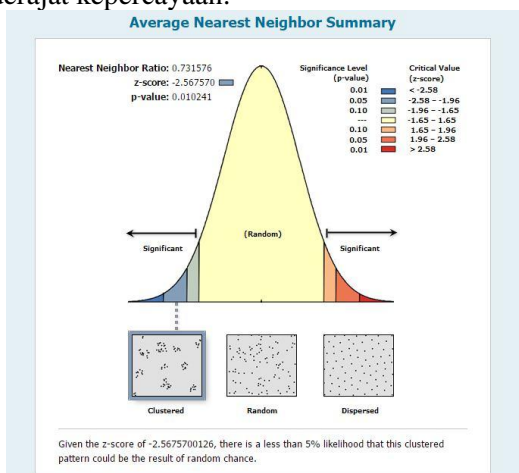 derajat kepercayaan.
Average Nearest Neighbor Summary
Nearest Neighbor Ratio: 0.731576
z-score: -2.567570
p-value: 0.010241
Significance Level (p-value) Critical Value (z-score)
0.01 < -2.58
0.05 -2.58 - -1.96
0.10 -1.96 - -1.65
--- -1.65 - 1.65
0.10 1.65 - 1.96
0.05 1.96 - 2.58
0.01 > 2.58
(Random)
Significant Significant
Clustered Random Dispersed
Given the z-score of -2.5675700126, there is a less than 5% likelihood that this clustered
pattern could be the result of random chance.